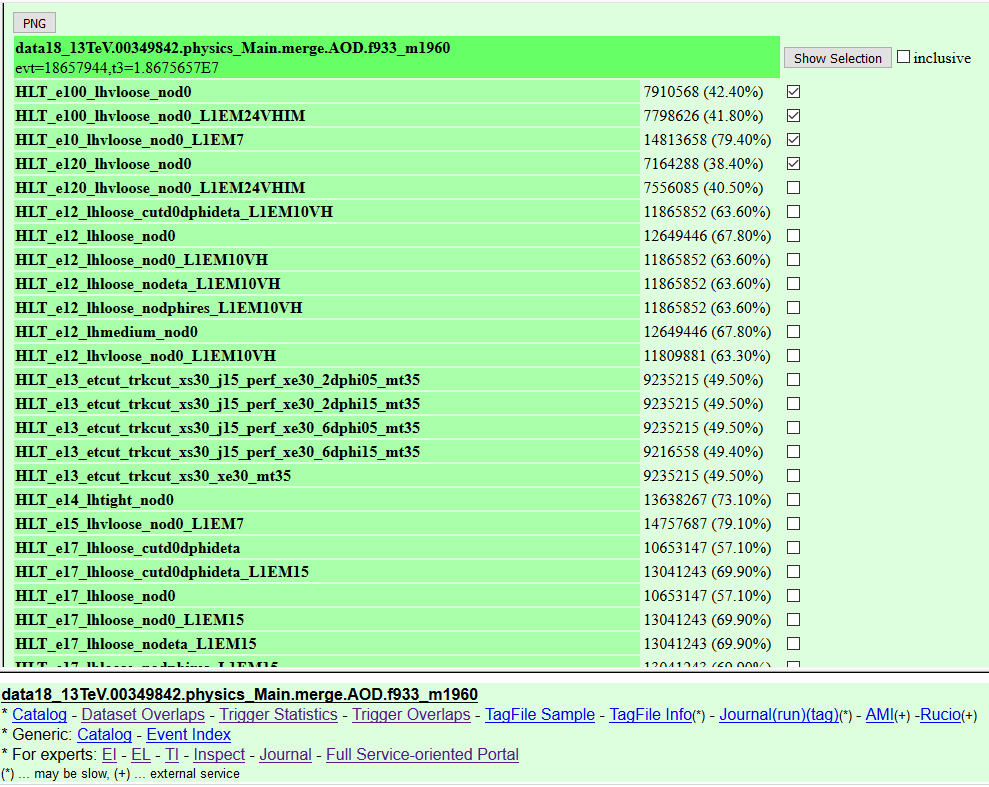 PNG
data18_13TeV.00349842.physics_Main.merge.AOD.f933_m1960
evt=18657944,t3=1.8675657E7
Show Selection inclusive
HLT_e100_lhvloose_nod0 7910568 (42.40%)
HLT_e100_lhvloose_nod0_L1EM24VHIM 7798626 (41.80%)
HLT_e10_lhvloose_nod0_L1EM7 14813658 (79.40%)
HLT_e120_lhvloose_nod0 7164288 (38.40%)
HLT_e120_lhvloose_nod0_L1EM24VHIM 7556085 (40.50%)
HLT_e12_lhloose_cutd0dphideta_L1EM10VH 11865852 (63.60%)
HLT_e12_lhloose_nod0 12649446 (67.80%)
HLT_e12_lhloose_nod0_L1EM10VH 11865852 (63.60%)
HLT_e12_lhloose_nodeta_L1EM10VH 11865852 (63.60%)
HLT_e12_lhloose_nodphires_L1EM10VH 11865852 (63.60%)
HLT_e12_lhmedium_nod0 12649446 (67.80%)
HLT_e12_lhvloose_nod0_L1EM10VH 11809881 (63.30%)
HLT_e13_etcut_trkcut_xs30_j15_perf_xe30_2dphi05_mt35 9235215 (49.50%)
HLT_e13_etcut_trkcut_xs30_j15_perf_xe30_2dphi15_mt35 9235215 (49.50%)
HLT_e13_etcut_trkcut_xs30_j15_perf_xe30_6dphi05_mt35 9235215 (49.50%)
HLT_e13_etcut_trkcut_xs30_j15_perf_xe30_6dphi15_mt35 9216558 (49.40%)
HLT_e13_etcut_trkcut_xs30_xe30_mt35 9235215 (49.50%)
HLT_e14_lhtight_nod0 13638267 (73.10%)
HLT_e15_lhvloose_nod0_L1EM7 14757687 (79.10%)
HLT_e17_lhloose_cutd0dphideta 10653147 (57.10%)
HLT_e17_lhloose_cutd0dphideta_L1EM15 13041243 (69.90%)
HLT_e17_lhloose_nod0 10653147 (57.10%)
HLT_e17_lhloose_nod0_L1EM15 13041243 (69.90%)
HLT_e17_lhloose_nodeta_L1EM15 13041243 (69.90%)
HLT_e17_lhloose_nodphires_L1EM15 13041243 (69.90%)
data18_13TeV.00349842.physics_Main.merge.AOD.f933_m1960
* Catalog - Dataset Overlaps - Trigger Statistics - Trigger Overlaps - TagFile Sample - TagFile Info(*) - Journal(run)(tag)(*) - AMI(+) -Rucio(+)
* Generic: Catalog - Event Index
* For experts: EI - EL - TI - Inspect - Journal - Full Service-oriented Portal
(*) ... may be slow, (+) ... external service